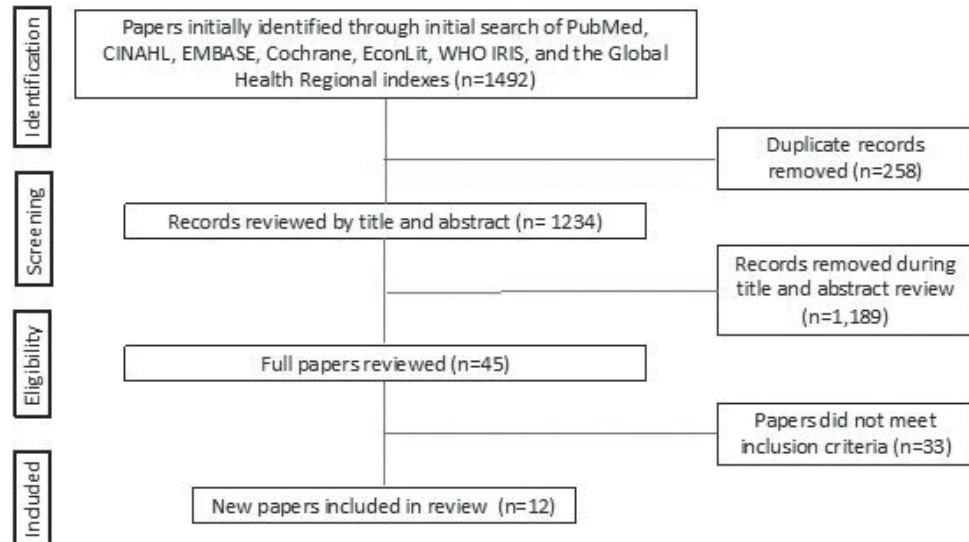 Identification
Papers initially identified through initial search of PubMed,
CINAHL, EMBASE, Cochrane, EconLit, WHO IRIS, and the Global
Health Regional indexes (n=1492)
Duplicate records
removed (n=258)
Screening
Records reviewed by title and abstract (n= 1234)
Records removed during
title and abstract review
(n=1,189)
Eligibility
Full papers reviewed (n=45)
Papers did not meet
inclusion criteria (n=33)
Included
New papers included in review (n=12)